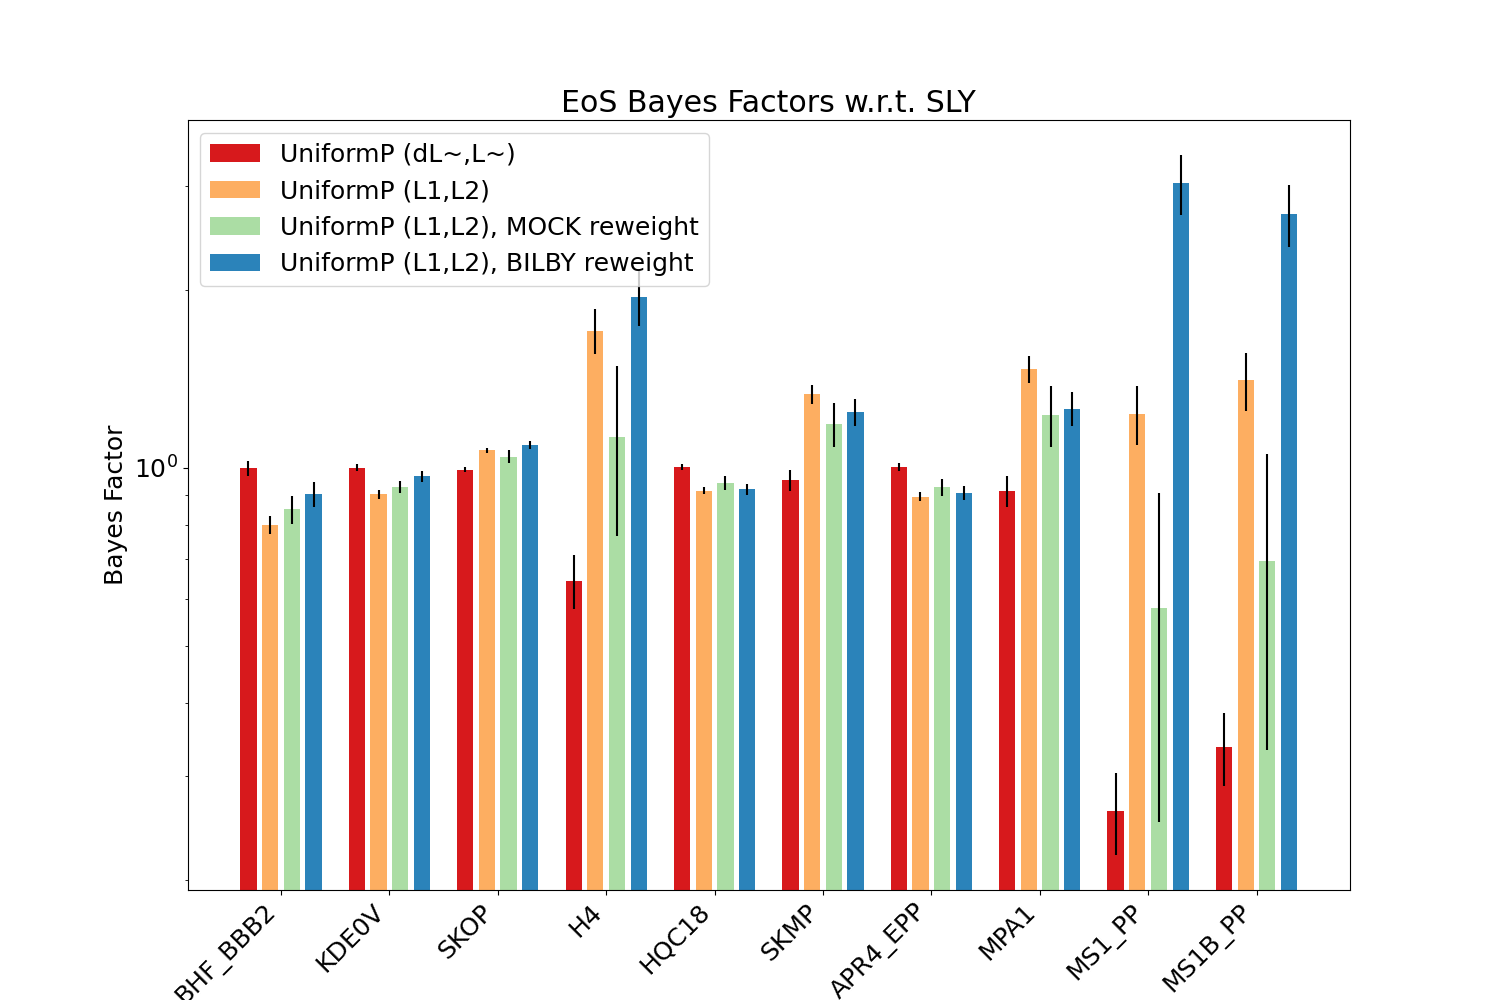 EoS Bayes Factors w.r.t. SLY
UniformP (dL~,L~)
UniformP (L1,L2)
UniformP (L1,L2), MOCK reweight
UniformP (L1,L2), BILBY reweight
Bayes Factor
10⁰
BHF_BBB2
KDE0V
SKOP
H4
HQC18
SKMP
APR4_EPP
MPA1
MS1_PP
MS1B_PP